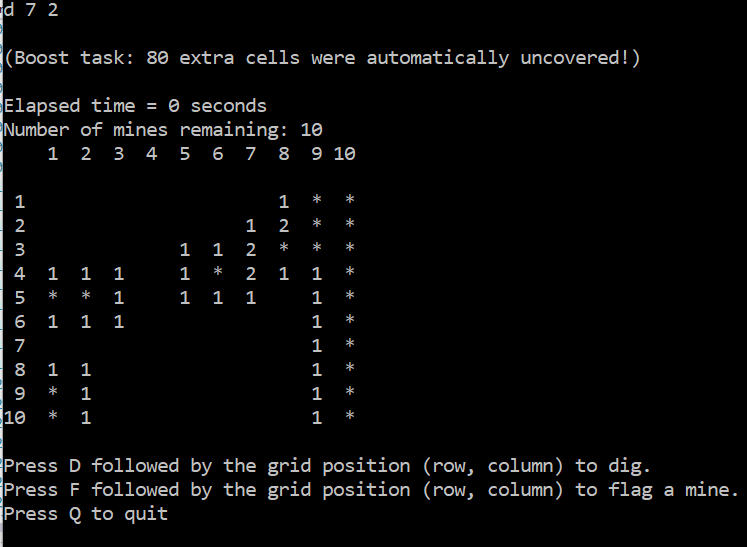 d 7 2
(Boost task: 80 extra cells were automatically uncovered!)
Elapsed time = 0 seconds
Number of mines remaining: 10
    1  2  3  4  5  6  7  8  9 10
 1                       1  *  *
 2                    1  2  *  *
 3              1  1  2  *  *  *
 4  1  1  1     1  *  2  1  1  *
 5  *  *  1     1  1  1     1  *
 6  1  1  1                 1  *
 7                          1  *
 8  1  1                    1  *
 9  *  1                    1  *
10  *  1                    1  *
Press D followed by the grid position (row, column) to dig.
Press F followed by the grid position (row, column) to flag a mine.
Press Q to quit